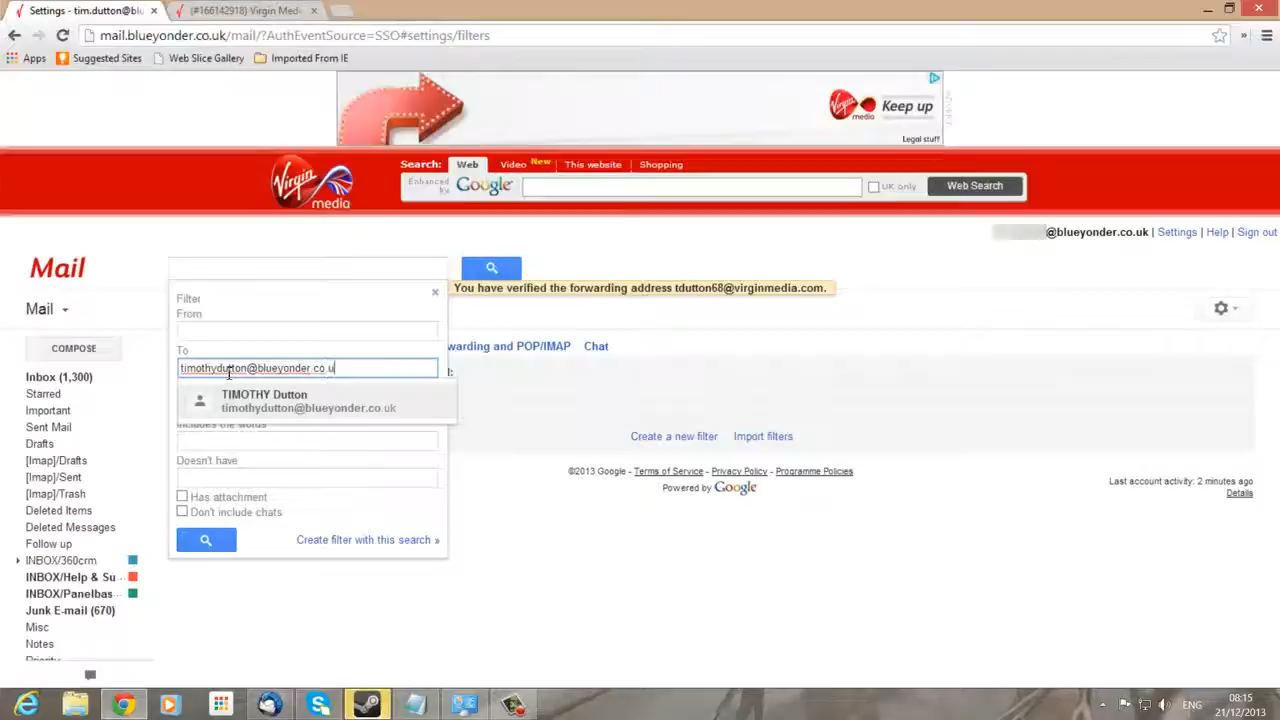 Settings - tim.dutton@blu
(#166142918) Virgin Medi
mail.blueyonder.co.uk/mail/?AuthEventSource=SSO#settings/filters
Apps Suggested Sites Web Slice Gallery Imported From IE
Virgin media Keep up
Legal stuff
Search: Web Video New This website Shopping
Virgin media
Enhanced by Google UK only Web Search
@blueyonder.co.uk | Settings | Help | Sign out
Mail
You have verified the forwarding address tdutton68@virginmedia.com.
Filter
Mail
From
COMPOSE
To
warding and POP/IMAP Chat
timothydutton@blueyonder.co.u
Inbox (1,300)
Starred
TIMOTHY Dutton
timothydutton@blueyonder.co.uk
Important
Includes the words
Sent Mail
Create a new filter Import filters
Drafts
[Imap]/Drafts
Doesn't have
©2013 Google - Terms of Service - Privacy Policy - Programme Policies
Powered by Google
Last account activity: 2 minutes ago
Details
[Imap]/Sent
[Imap]/Trash
Has attachment
Deleted Items
Don't include chats
Deleted Messages
Create filter with this search »
Follow up
INBOX/360crm
INBOX/Help & Su...
INBOX/Panelbas...
Junk E-mail (670)
Misc
Notes
Priority
ENG
08:15
21/12/2013